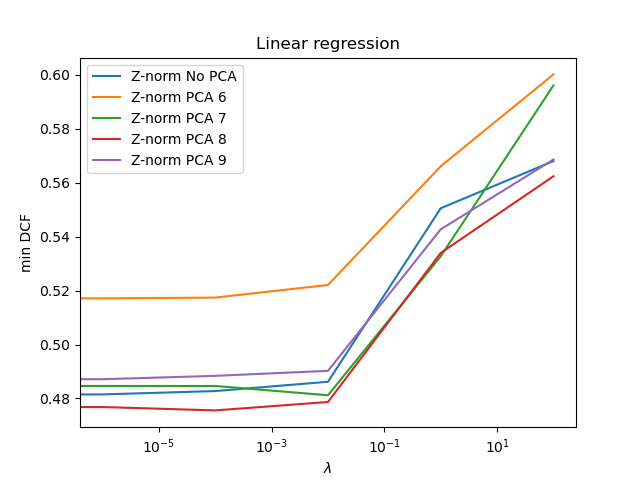 Linear regression
Z-norm No PCA
Z-norm PCA 6
Z-norm PCA 7
Z-norm PCA 8
Z-norm PCA 9
min DCF
0.60
0.58
0.56
0.54
0.52
0.50
0.48
10⁻⁵ 10⁻³ 10⁻¹ 10¹
λ